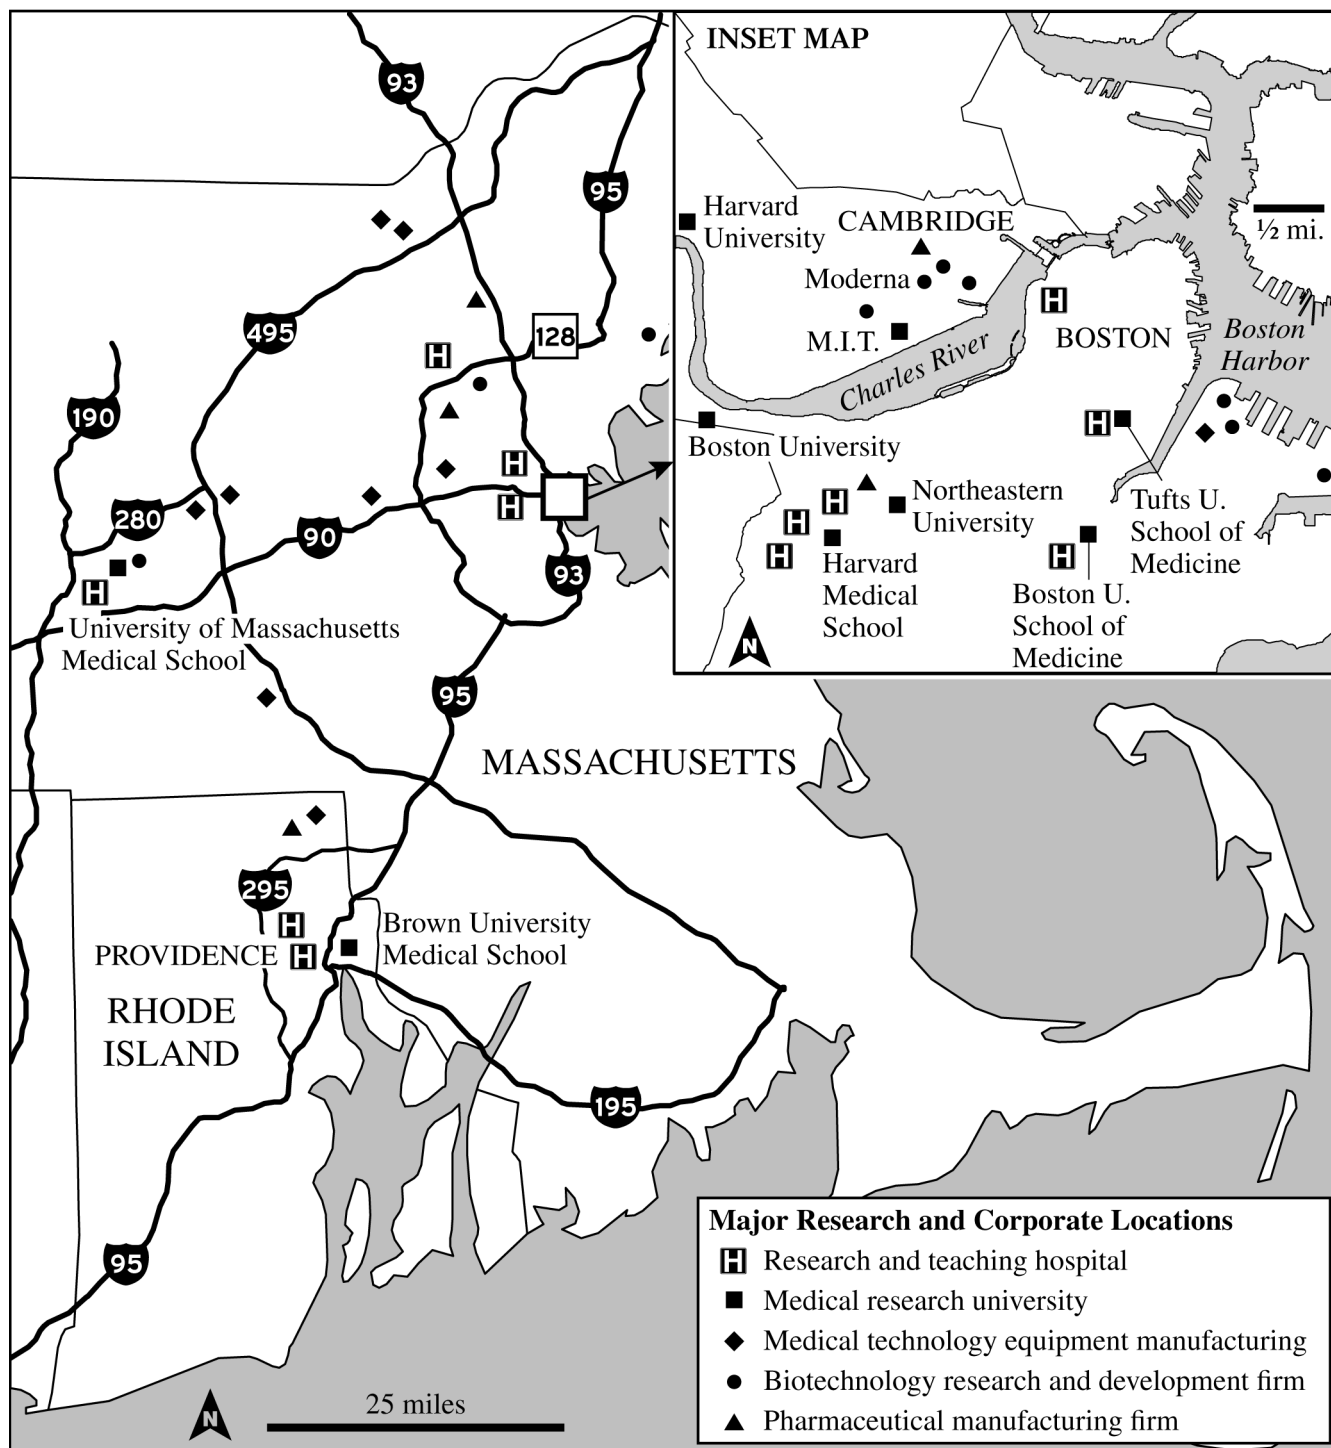 INSET MAP
93
95
Harvard
University
CAMBRIDGE
½ mi.
Moderna
M.I.T.
Charles River
BOSTON
Boston
Harbor
495
128
190
Boston University
Northeastern
University
Tufts U.
School of
Medicine
Harvard
Medical
School
Boston U.
School of
Medicine
N
H
H
H
H
H
H
H
H
H
280
90
93
H
University of Massachusetts
Medical School
95
MASSACHUSETTS
295
H
Brown University
Medical School
PROVIDENCE
H
RHODE
ISLAND
195
95
N
25 miles
Major Research and Corporate Locations
H Research and teaching hospital
Medical research university
Medical technology equipment manufacturing
Biotechnology research and development firm
Pharmaceutical manufacturing firm